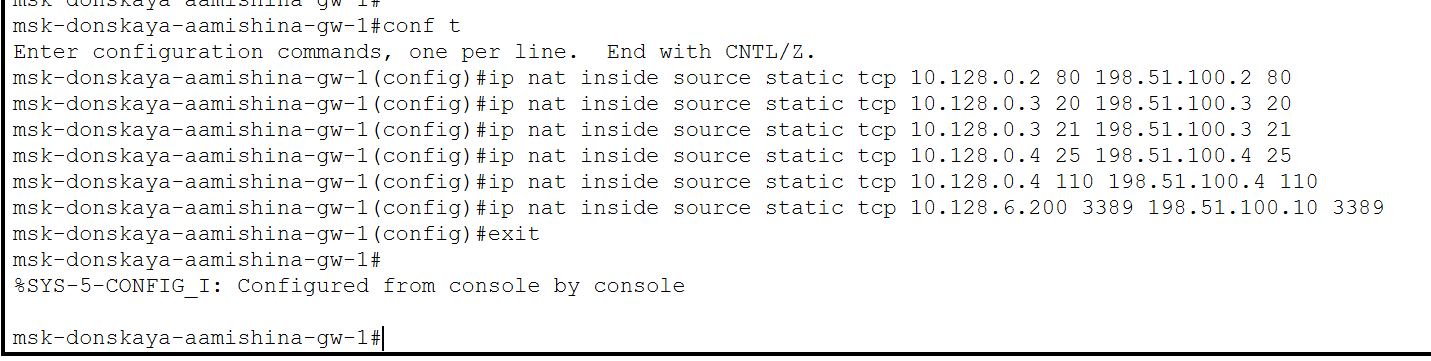 msk-donskaya-aamishina-gw-1#
msk-donskaya-aamishina-gw-1#conf t
Enter configuration commands, one per line.  End with CNTL/Z.
msk-donskaya-aamishina-gw-1(config)#ip nat inside source static tcp 10.128.0.2 80 198.51.100.2 80
msk-donskaya-aamishina-gw-1(config)#ip nat inside source static tcp 10.128.0.3 20 198.51.100.3 20
msk-donskaya-aamishina-gw-1(config)#ip nat inside source static tcp 10.128.0.3 21 198.51.100.3 21
msk-donskaya-aamishina-gw-1(config)#ip nat inside source static tcp 10.128.0.4 25 198.51.100.4 25
msk-donskaya-aamishina-gw-1(config)#ip nat inside source static tcp 10.128.0.4 110 198.51.100.4 110
msk-donskaya-aamishina-gw-1(config)#ip nat inside source static tcp 10.128.6.200 3389 198.51.100.10 3389
msk-donskaya-aamishina-gw-1(config)#exit
msk-donskaya-aamishina-gw-1#
%SYS-5-CONFIG_I: Configured from console by console
msk-donskaya-aamishina-gw-1#